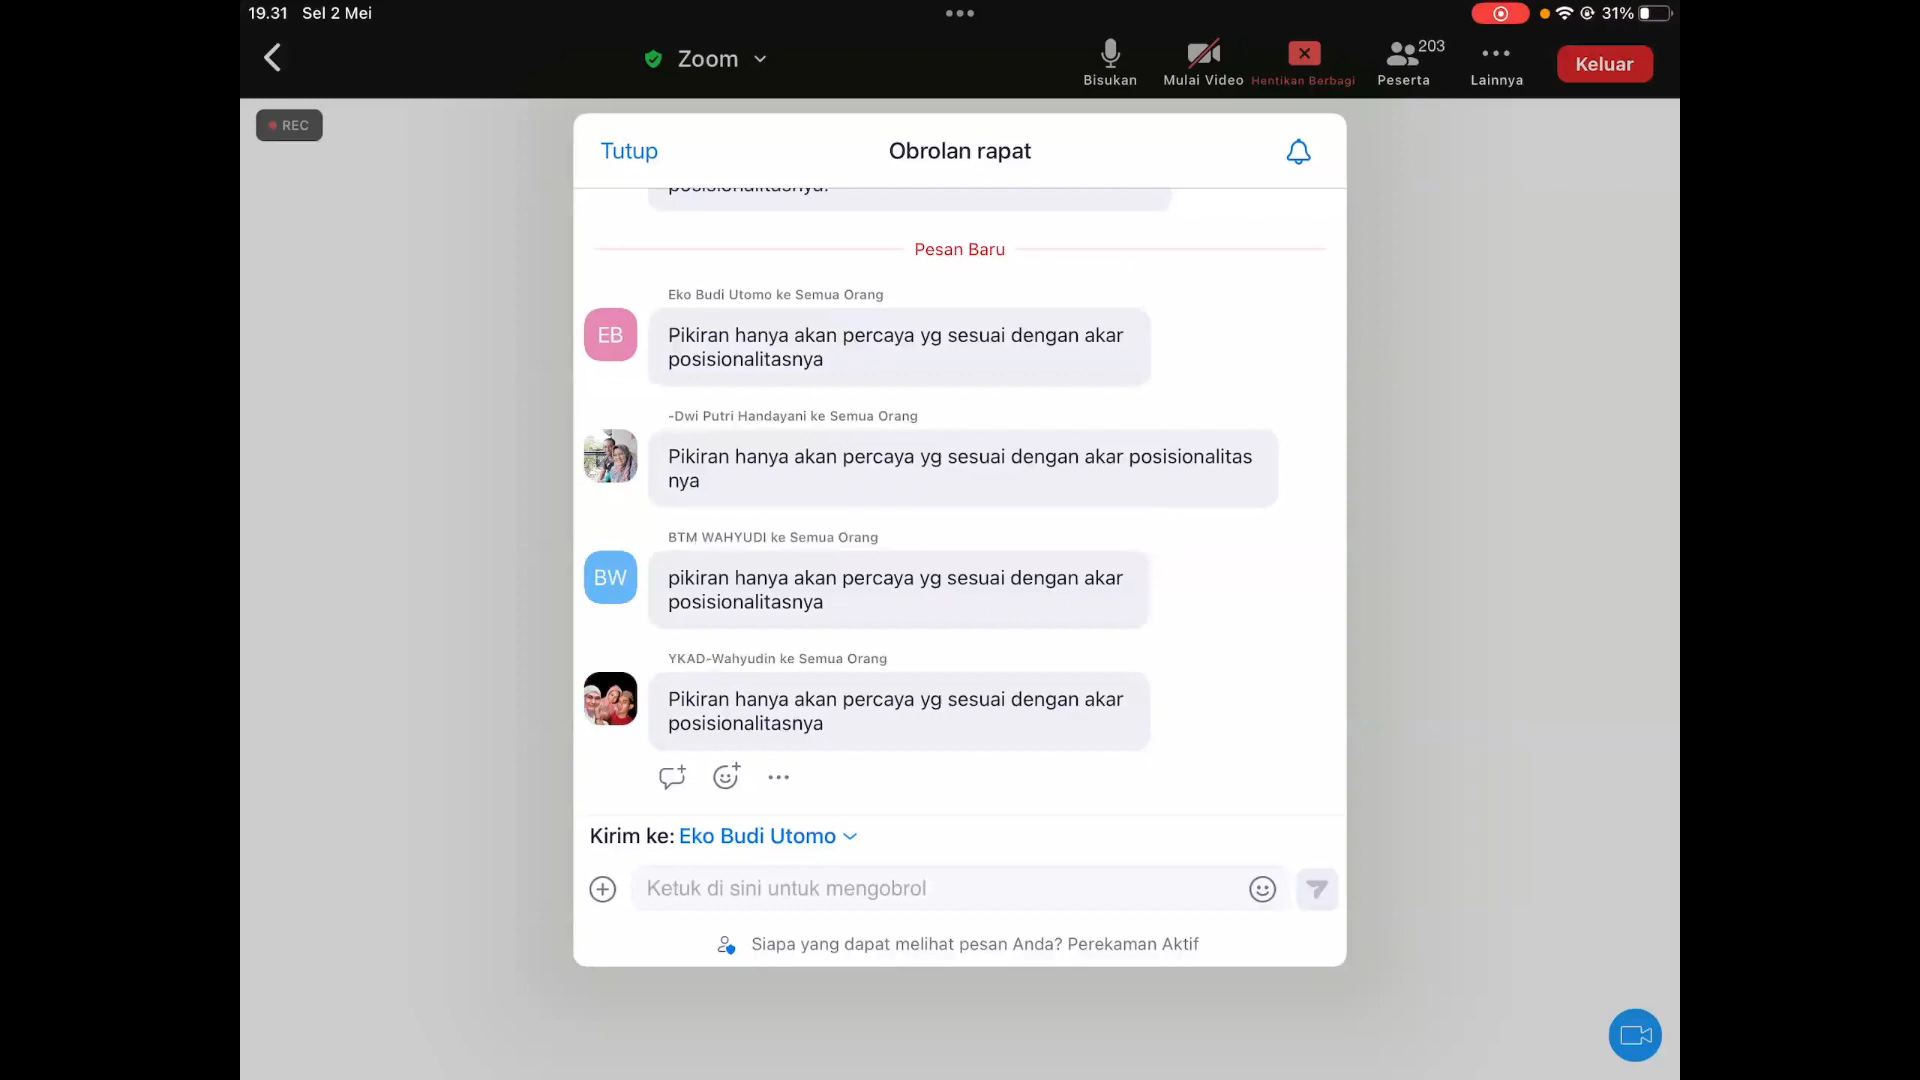 19.31 Sel 2 Mei
31%
Zoom
Bisukan
Mulai Video
Hentikan Berbagi
203
Peserta
Lainnya
Keluar
REC
Tutup
Obrolan rapat
posisionalitasnya.
Pesan Baru
Eko Budi Utomo ke Semua Orang
EB
Pikiran hanya akan percaya yg sesuai dengan akar
posisionalitasnya
-Dwi Putri Handayani ke Semua Orang
Pikiran hanya akan percaya yg sesuai dengan akar posisionalitas
nya
BTM WAHYUDI ke Semua Orang
BW
pikiran hanya akan percaya yg sesuai dengan akar
posisionalitasnya
YKAD-Wahyudin ke Semua Orang
Pikiran hanya akan percaya yg sesuai dengan akar
posisionalitasnya
Kirim ke: Eko Budi Utomo
Ketuk di sini untuk mengobrol
Siapa yang dapat melihat pesan Anda? Perekaman Aktif